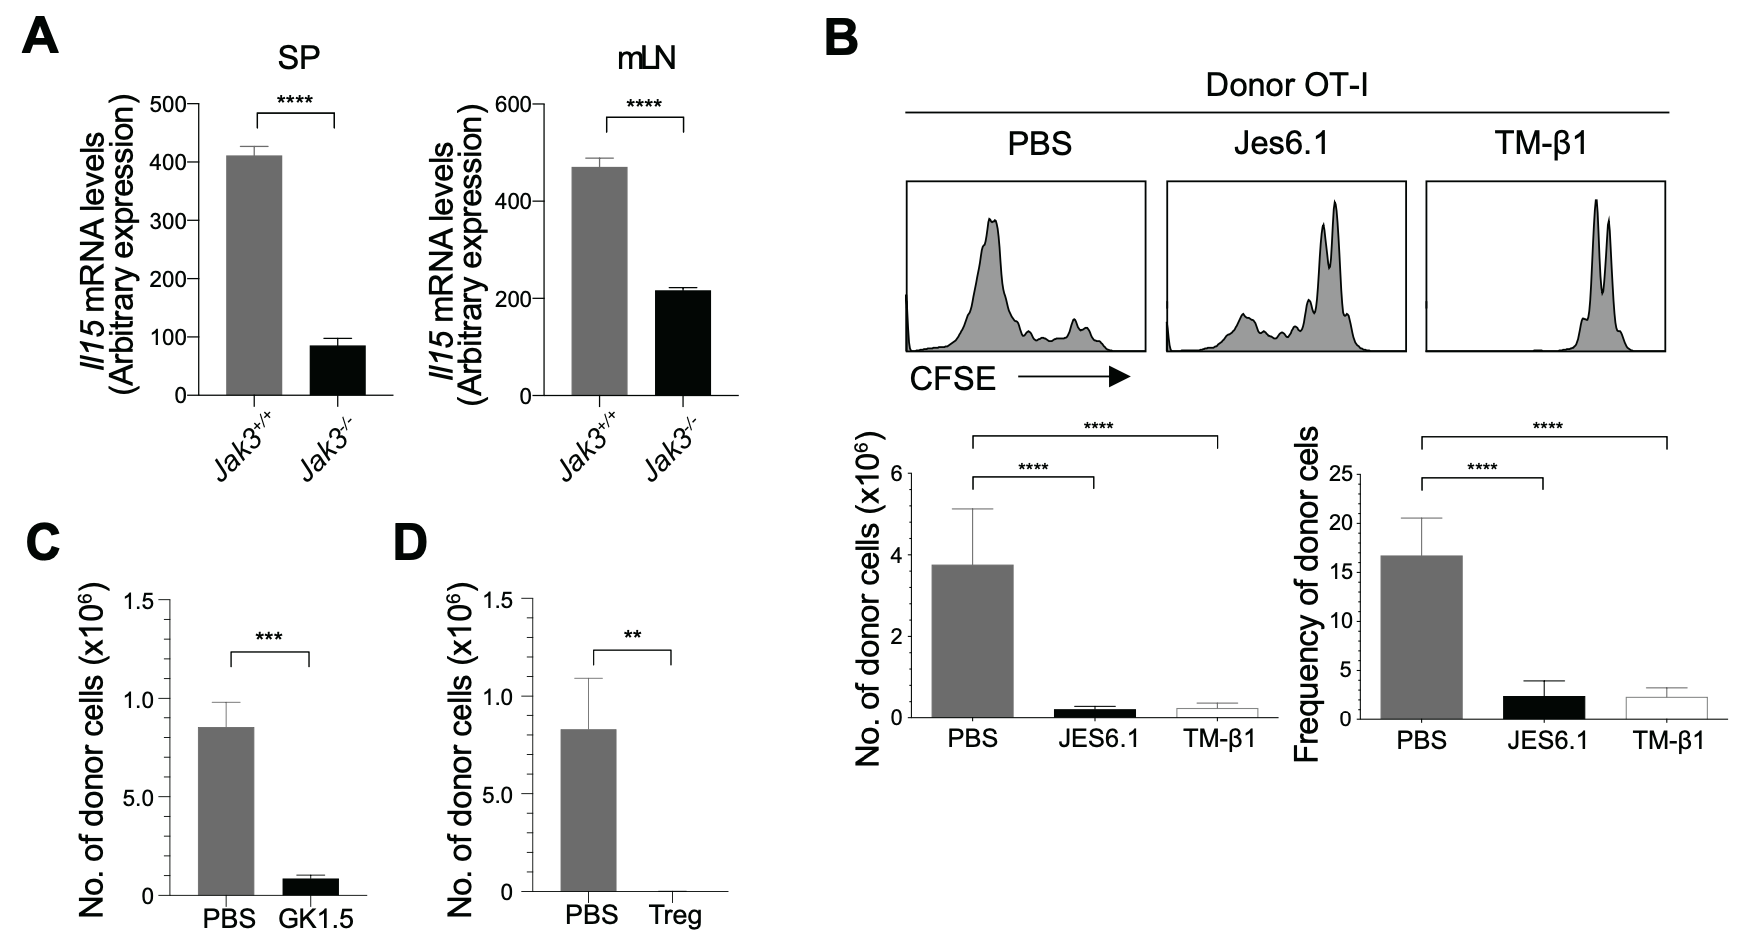 A
SP
****
500
400
300
200
100
0
Il15 mRNA levels
(Arbitrary expression)
Jak3+/+
Jak3-/-
mLN
****
600
400
200
0
Il15 mRNA levels
(Arbitrary expression)
Jak3+/+
Jak3-/-
B
Donor OT-I
PBS
Jes6.1
TM-β1
CFSE
****
****
6
4
2
0
No. of donor cells (x10⁶)
PBS
JES6.1
TM-β1
****
****
25
20
15
10
5
0
Frequency of donor cels
PBS
JES6.1
TM-β1
C
***
1.5
1.0
5.0
0
No. of donor cells (x10⁶)
PBS
GK1.5
D
**
1.5
1.0
5.0
0
No. of donor cells (x10⁶)
PBS
Treg